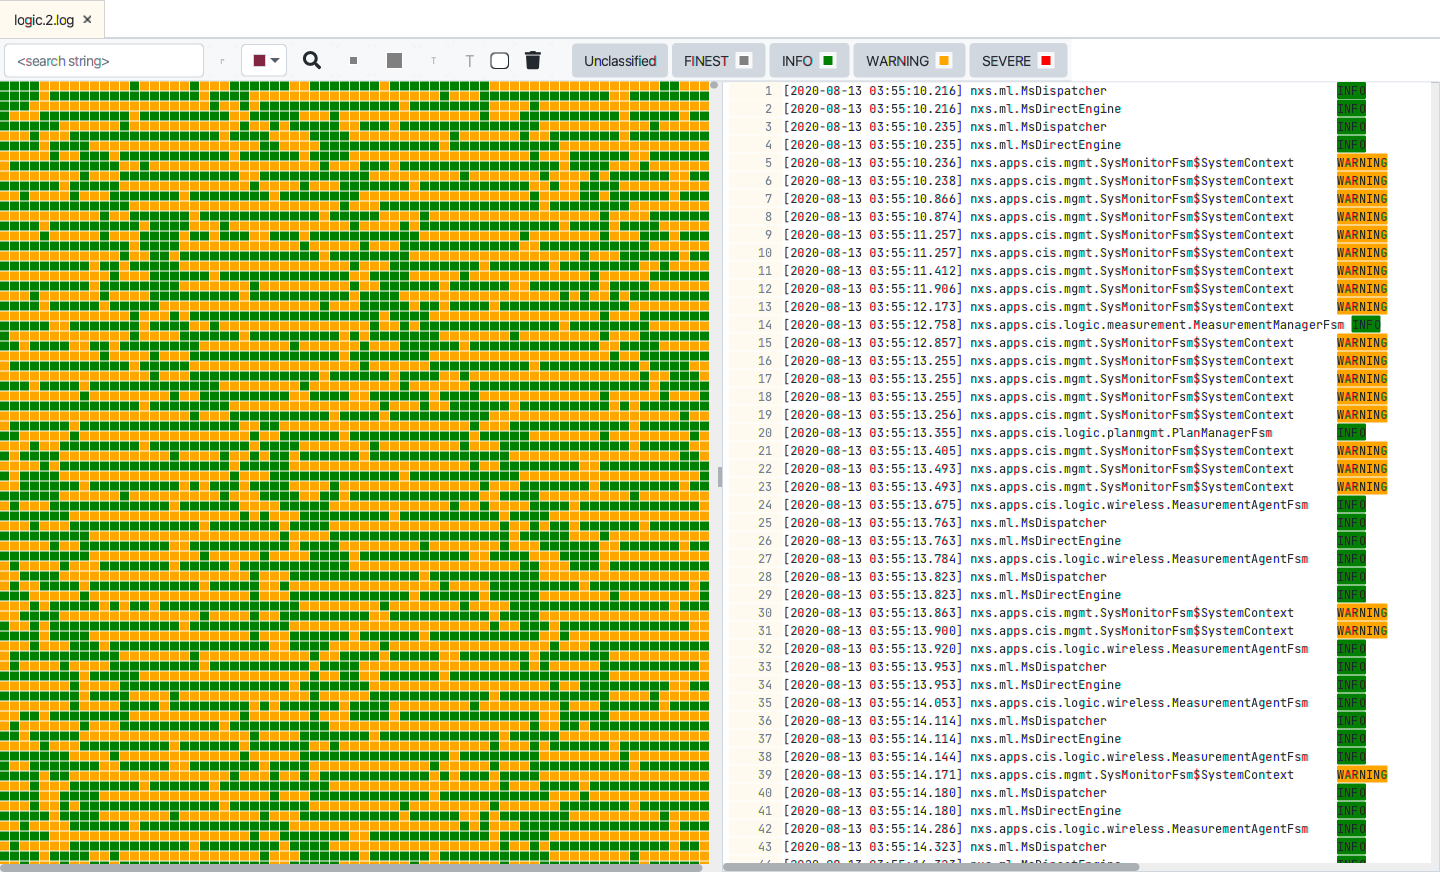 logic.2.log ×
<search string> r T T Unclassified FINEST INFO WARNING SEVERE
1 [2020-08-13 03:55:10.216] nxs.ml.MsDispatcher INFO
2 [2020-08-13 03:55:10.216] nxs.ml.MsDirectEngine INFO
3 [2020-08-13 03:55:10.235] nxs.ml.MsDispatcher INFO
4 [2020-08-13 03:55:10.235] nxs.ml.MsDirectEngine INFO
5 [2020-08-13 03:55:10.236] nxs.apps.cis.mgmt.SysMonitorFsm$SystemContext WARNING
6 [2020-08-13 03:55:10.238] nxs.apps.cis.mgmt.SysMonitorFsm$SystemContext WARNING
7 [2020-08-13 03:55:10.866] nxs.apps.cis.mgmt.SysMonitorFsm$SystemContext WARNING
8 [2020-08-13 03:55:10.874] nxs.apps.cis.mgmt.SysMonitorFsm$SystemContext WARNING
9 [2020-08-13 03:55:11.257] nxs.apps.cis.mgmt.SysMonitorFsm$SystemContext WARNING
10 [2020-08-13 03:55:11.257] nxs.apps.cis.mgmt.SysMonitorFsm$SystemContext WARNING
11 [2020-08-13 03:55:11.412] nxs.apps.cis.mgmt.SysMonitorFsm$SystemContext WARNING
12 [2020-08-13 03:55:11.906] nxs.apps.cis.mgmt.SysMonitorFsm$SystemContext WARNING
13 [2020-08-13 03:55:12.173] nxs.apps.cis.mgmt.SysMonitorFsm$SystemContext WARNING
14 [2020-08-13 03:55:12.758] nxs.apps.cis.logic.measurement.MeasurementManagerFsm INFO
15 [2020-08-13 03:55:12.857] nxs.apps.cis.mgmt.SysMonitorFsm$SystemContext WARNING
16 [2020-08-13 03:55:13.255] nxs.apps.cis.mgmt.SysMonitorFsm$SystemContext WARNING
17 [2020-08-13 03:55:13.255] nxs.apps.cis.mgmt.SysMonitorFsm$SystemContext WARNING
18 [2020-08-13 03:55:13.255] nxs.apps.cis.mgmt.SysMonitorFsm$SystemContext WARNING
19 [2020-08-13 03:55:13.256] nxs.apps.cis.mgmt.SysMonitorFsm$SystemContext WARNING
20 [2020-08-13 03:55:13.355] nxs.apps.cis.logic.planmgmt.PlanManagerFsm INFO
21 [2020-08-13 03:55:13.405] nxs.apps.cis.mgmt.SysMonitorFsm$SystemContext WARNING
22 [2020-08-13 03:55:13.493] nxs.apps.cis.mgmt.SysMonitorFsm$SystemContext WARNING
23 [2020-08-13 03:55:13.493] nxs.apps.cis.mgmt.SysMonitorFsm$SystemContext WARNING
24 [2020-08-13 03:55:13.675] nxs.apps.cis.logic.wireless.MeasurementAgentFsm INFO
25 [2020-08-13 03:55:13.763] nxs.ml.MsDispatcher INFO
26 [2020-08-13 03:55:13.763] nxs.ml.MsDirectEngine INFO
27 [2020-08-13 03:55:13.784] nxs.apps.cis.logic.wireless.MeasurementAgentFsm INFO
28 [2020-08-13 03:55:13.823] nxs.ml.MsDispatcher INFO
29 [2020-08-13 03:55:13.823] nxs.ml.MsDirectEngine INFO
30 [2020-08-13 03:55:13.863] nxs.apps.cis.mgmt.SysMonitorFsm$SystemContext WARNING
31 [2020-08-13 03:55:13.900] nxs.apps.cis.mgmt.SysMonitorFsm$SystemContext WARNING
32 [2020-08-13 03:55:13.920] nxs.apps.cis.logic.wireless.MeasurementAgentFsm INFO
33 [2020-08-13 03:55:13.953] nxs.ml.MsDispatcher INFO
34 [2020-08-13 03:55:13.953] nxs.ml.MsDirectEngine INFO
35 [2020-08-13 03:55:14.053] nxs.apps.cis.logic.wireless.MeasurementAgentFsm INFO
36 [2020-08-13 03:55:14.114] nxs.ml.MsDispatcher INFO
37 [2020-08-13 03:55:14.114] nxs.ml.MsDirectEngine INFO
38 [2020-08-13 03:55:14.144] nxs.apps.cis.logic.wireless.MeasurementAgentFsm INFO
39 [2020-08-13 03:55:14.171] nxs.apps.cis.mgmt.SysMonitorFsm$SystemContext WARNING
40 [2020-08-13 03:55:14.180] nxs.ml.MsDispatcher INFO
41 [2020-08-13 03:55:14.180] nxs.ml.MsDirectEngine INFO
42 [2020-08-13 03:55:14.286] nxs.apps.cis.logic.wireless.MeasurementAgentFsm INFO
43 [2020-08-13 03:55:14.323] nxs.ml.MsDispatcher INFO
44 [2020-08-13 03:55:14.323] nxs.ml.MsDirectEngine INFO